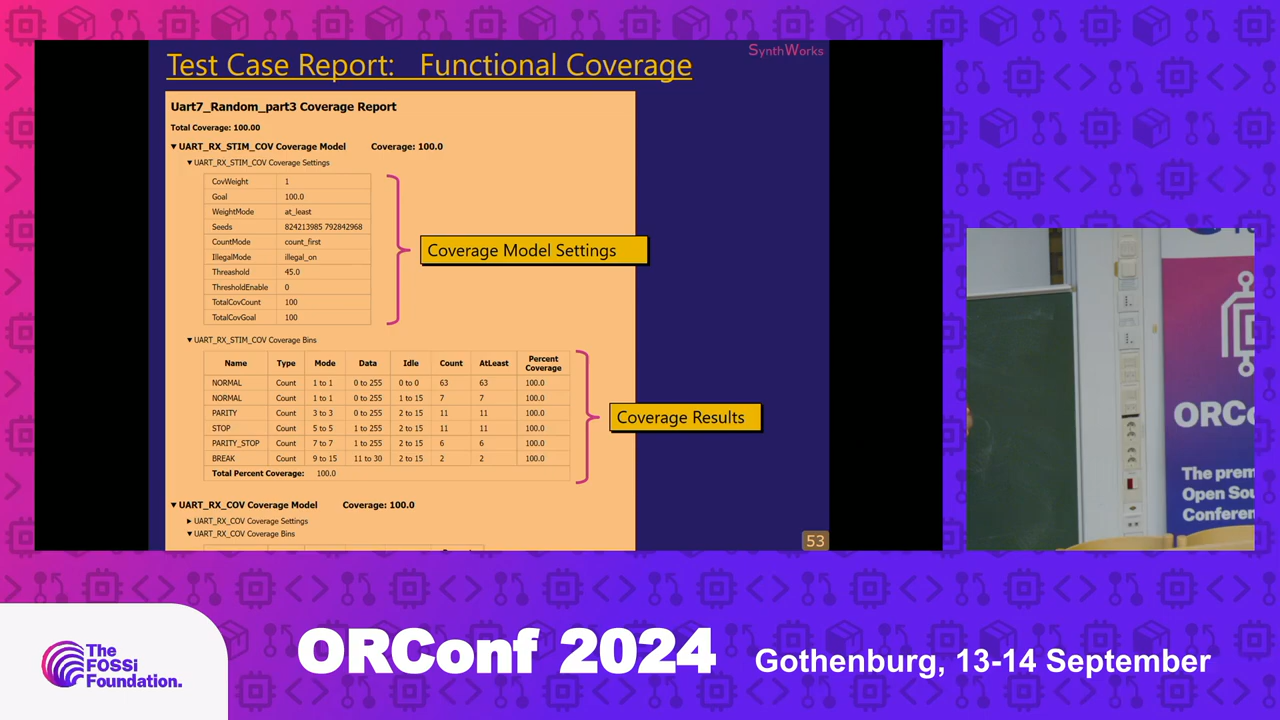 SynthWorks
Test Case Report: Functional Coverage
Uart7_Random_part3 Coverage Report
Total Coverage: 100.00
▼ UART_RX_STIM_COV Coverage Model Coverage: 100.0
▼ UART_RX_STIM_COV Coverage Settings
CovWeight 1
Goal 100.0
WeightMode at_least
Seeds 824213985 792842968
CountMode count_first
IllegalMode illegal_on
Threashold 45.0
ThresholdEnable 0
TotalCovCount 100
TotalCovGoal 100
Coverage Model Settings
▼ UART_RX_STIM_COV Coverage Bins
Name Type Mode Data Idle Count AtLeast Percent Coverage
NORMAL Count 1 to 1 0 to 255 0 to 0 63 63 100.0
NORMAL Count 1 to 1 0 to 255 1 to 15 7 7 100.0
PARITY Count 3 to 3 0 to 255 2 to 15 11 11 100.0
STOP Count 5 to 5 1 to 255 2 to 15 11 11 100.0
PARITY_STOP Count 7 to 7 1 to 255 2 to 15 6 6 100.0
BREAK Count 9 to 15 11 to 30 2 to 15 2 2 100.0
Total Percent Coverage: 100.0
Coverage Results
▼ UART_RX_COV Coverage Model Coverage: 100.0
▶ UART_RX_COV Coverage Settings
▼ UART_RX_COV Coverage Bins
53
ORCo
The prem
Open Sou
Conferen
The
FOSSi
Foundation.
ORConf 2024
Gothenburg, 13-14 September